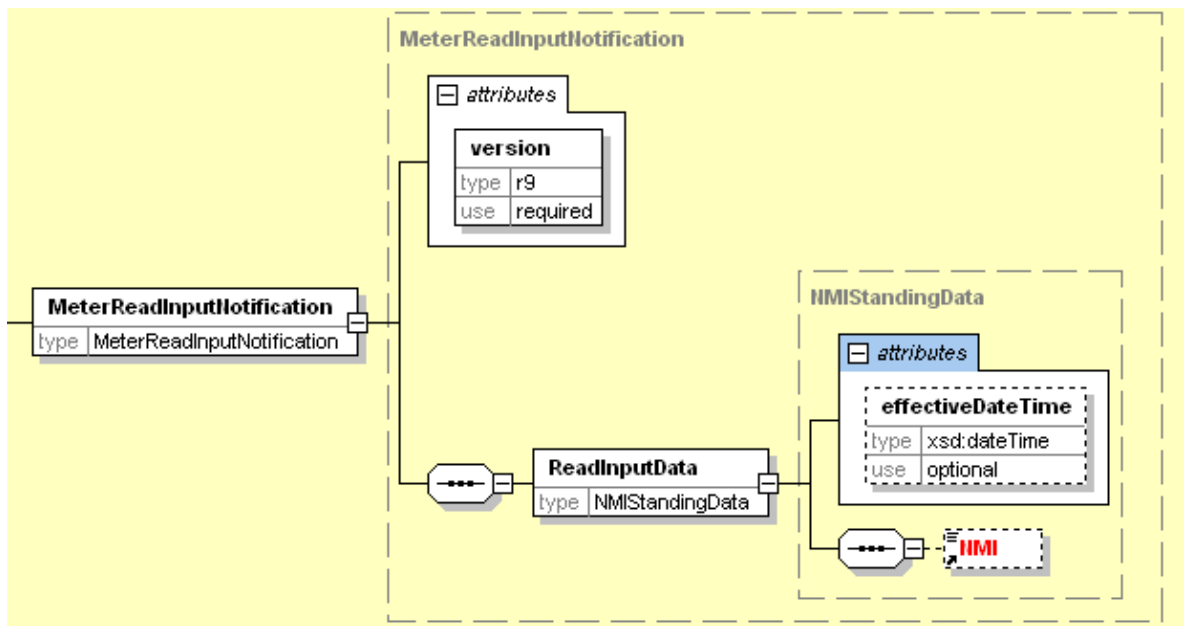 MeterReadInputNotification
attributes
version
type r9
use required
MeterReadInputNotification
type MeterReadInputNotification
NMIStandingData
attributes
effectiveDateTime
type xsd:dateTime
use optional
ReadInputData
type NMIStandingData
NMI